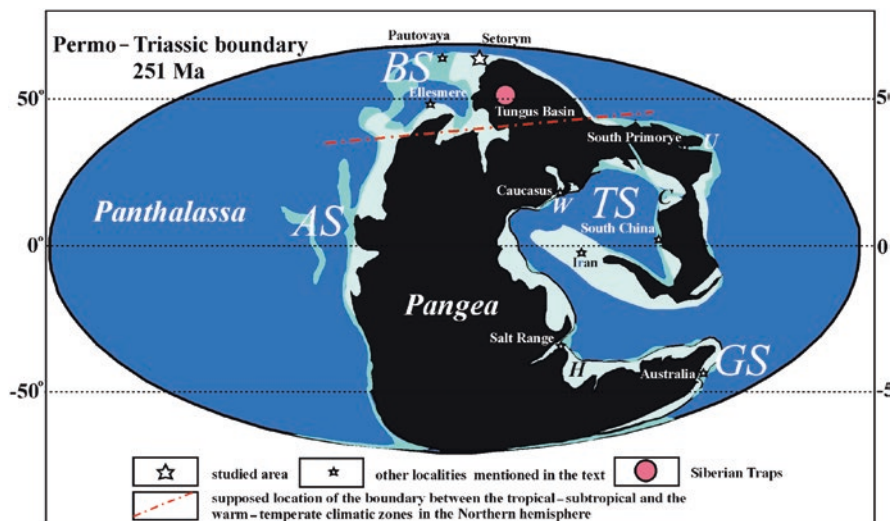 Permo – Triassic boundary
251 Ma
Pautovaya
Setorym
BS
Ellesmere
50°
Tungus Basin
South Primorye
U
Caucasus
W
TS
C
Panthalassa
AS
South China
0°
0°
Iran
Pangea
Salt Range
H
Australia
GS
-50°
-5
studied area
other localities mentioned in the text
Siberian Traps
supposed location of the boundary between the tropical – subtropical and the
warm – temperate climatic zones in the Northern hemisphere